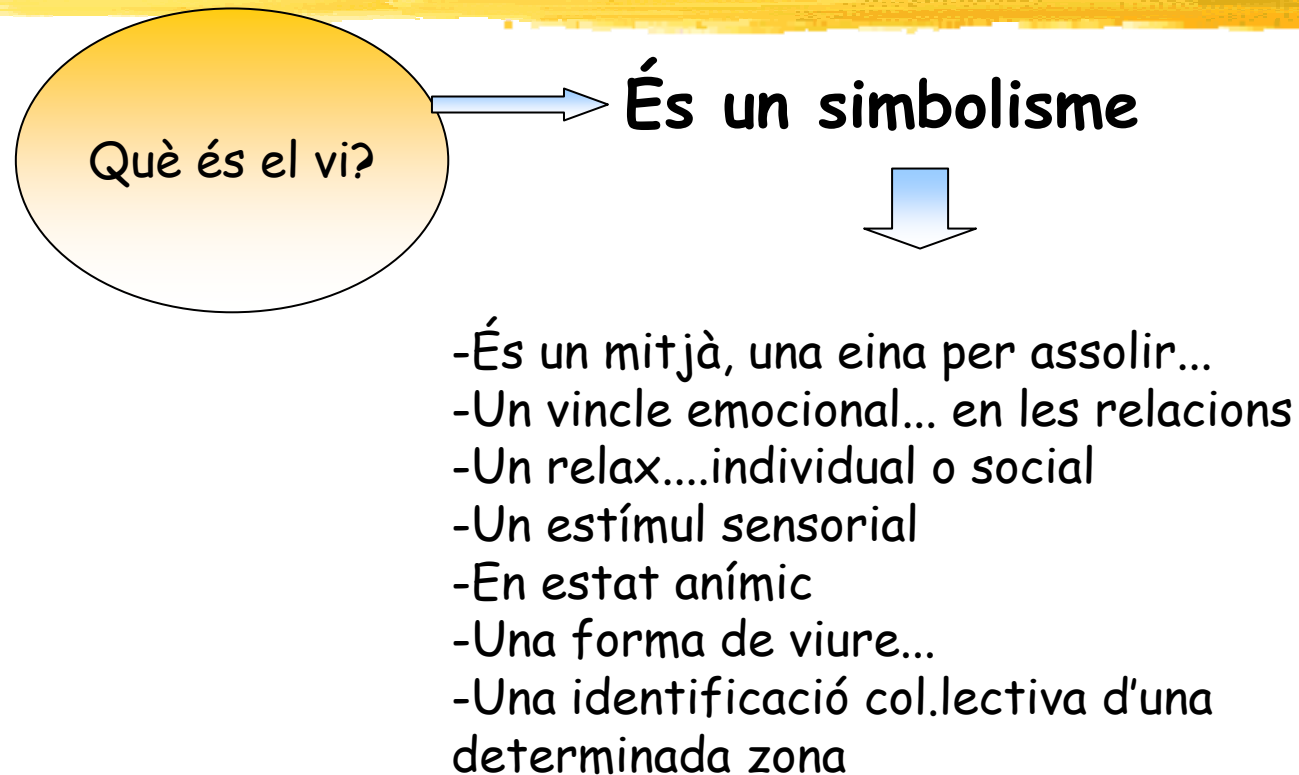 Què és el vi?
És un simbolisme
-És un mitjà, una eina per assolir...
-Un vincle emocional... en les relacions
-Un relax....individual o social
-Un estímul sensorial
-En estat anímic
-Una forma de viure...
-Una identificació col.lectiva d’una
determinada zona